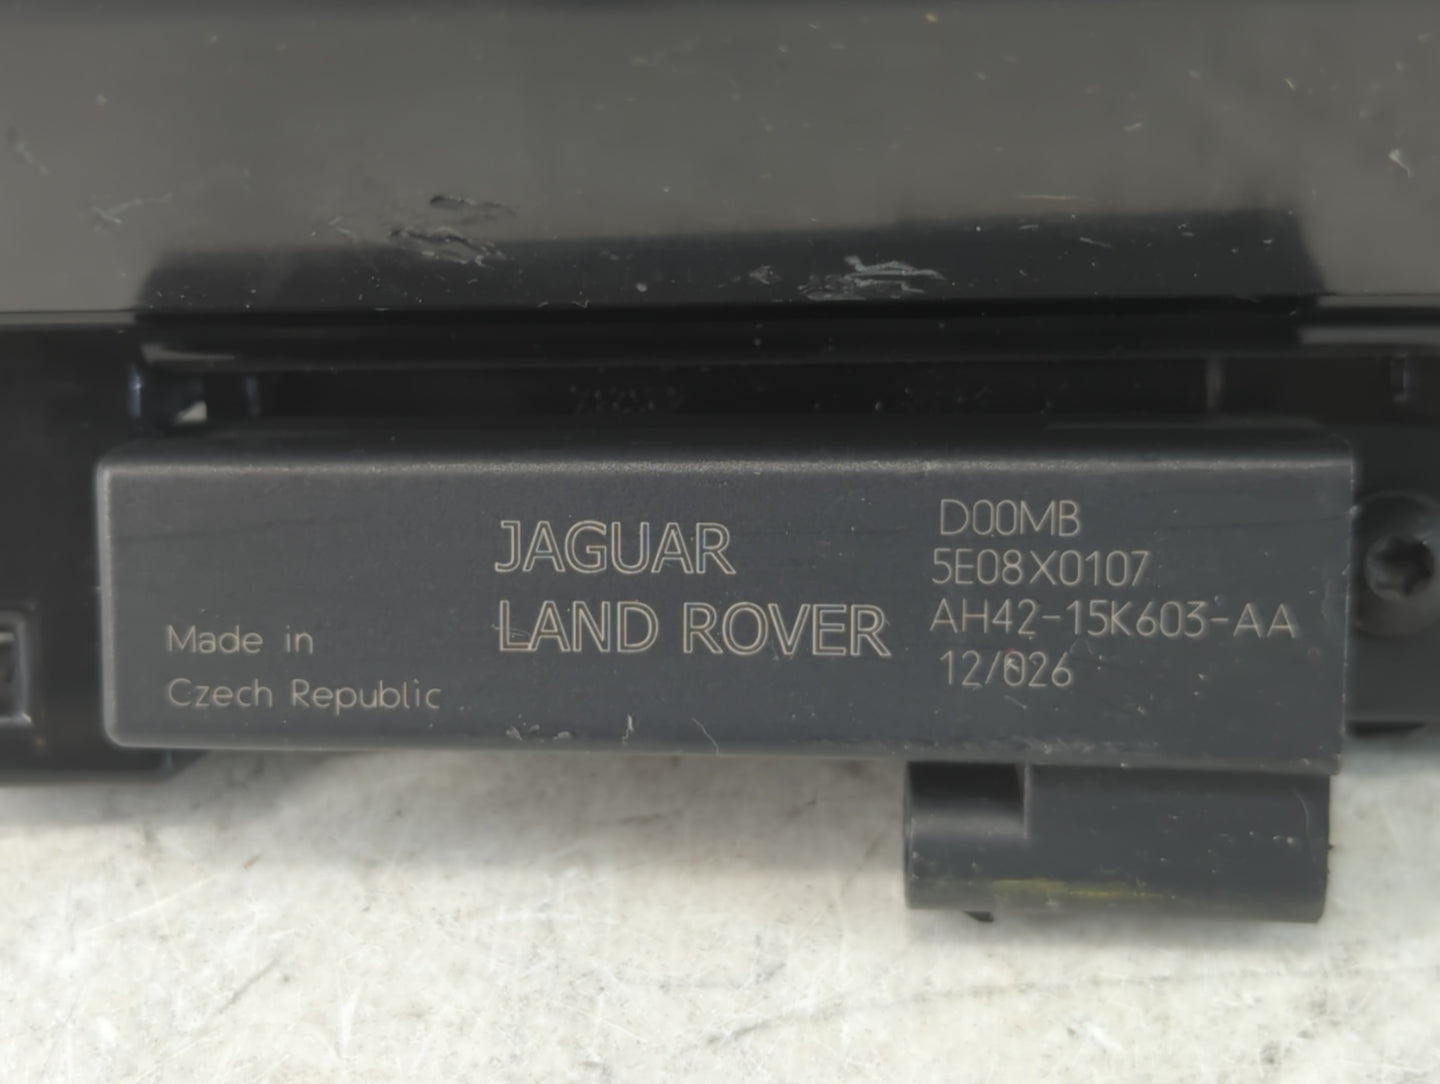 JAGUAR
LAND ROVER
Made in
Czech Republic
D00MB
5E08X0107
AH42-15K603-AA
12/026